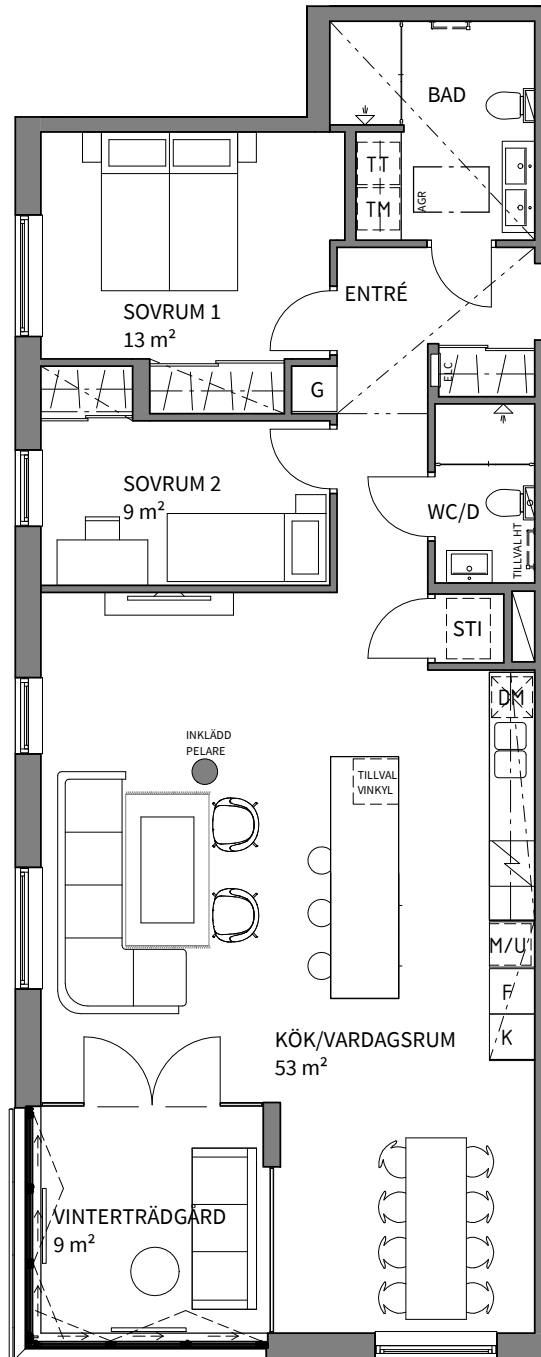 BAD
TT
TM
AGR
ENTRÉ
SOVRUM 1
13 m²
ELC
G
SOVRUM 2
9 m²
WC/D
TILLVAL HT
STI
DM
INKLÄDD
PELARE
TILLVAL
VINKYL
M/U
F
K
KÖK/VARDAGSRUM
53 m²
VINTERTRÄDGÅRD
9 m²